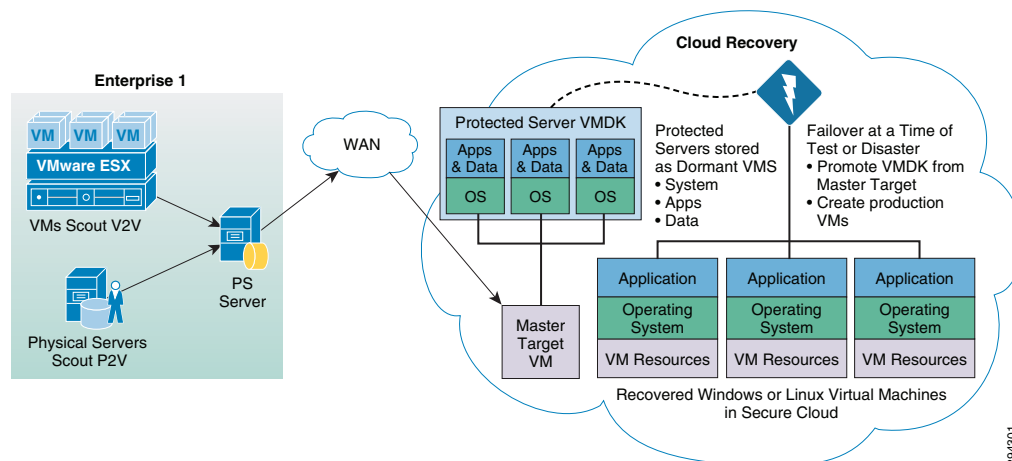 Enterprise 1
VM VM VM
VMware ESX
VMs Scout V2V
Physical Servers
Scout P2V
PS
Server
WAN
Cloud Recovery
Protected Server VMDK
Apps
& Data
Apps
& Data
Apps
& Data
OS OS OS
Master
Target
VM
Protected
Servers stored
as Dormant VMS
• System
• Apps
• Data
Failover at a Time of
Test or Disaster
• Promote VMDK from
Master Target
• Create production
VMs
Application Application Application
Operating
System
Operating
System
Operating
System
VM Resources VM Resources VM Resources
Recovered Windows or Linux Virtual Machines
in Secure Cloud